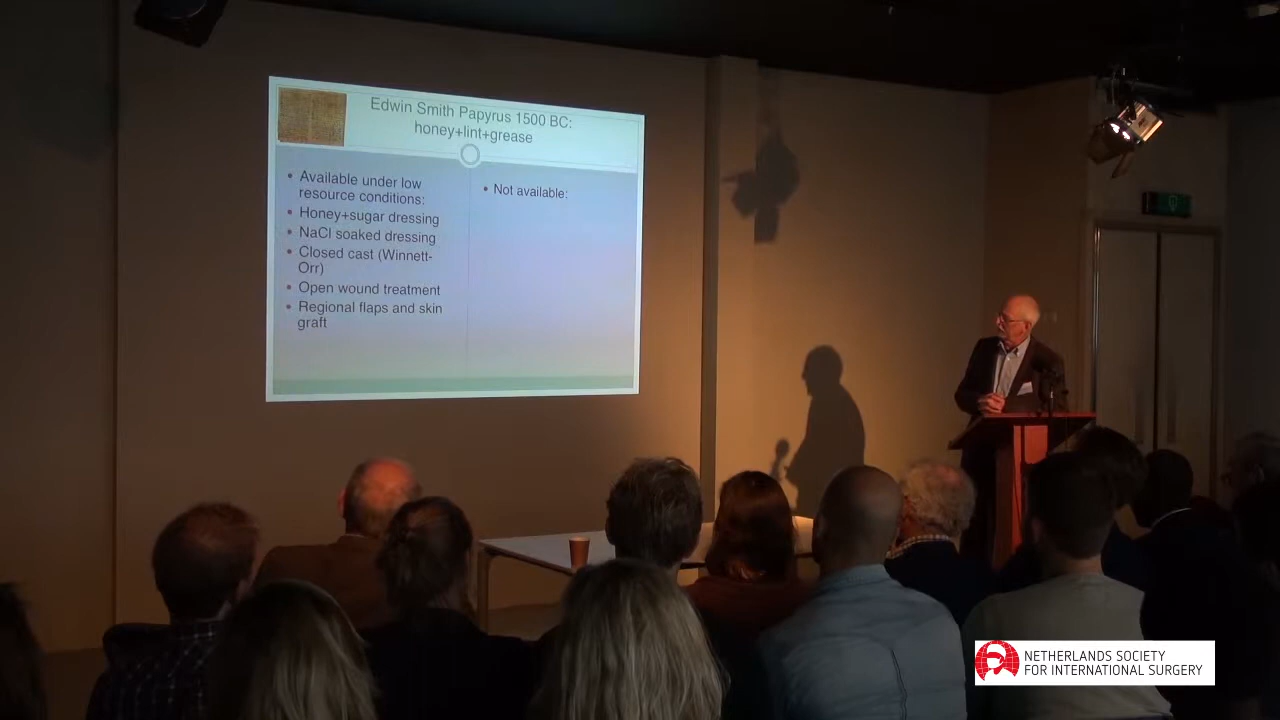 Edwin Smith Papyrus 1500 BC:
honey+lint+grease
• Available under low
resource conditions:
• Honey+sugar dressing
• NaCl soaked dressing
• Closed cast (Winnett-
Orr)
• Open wound treatment
• Regional flaps and skin
graft
• Not available:
NETHERLANDS SOCIETY
FOR INTERNATIONAL SURGERY